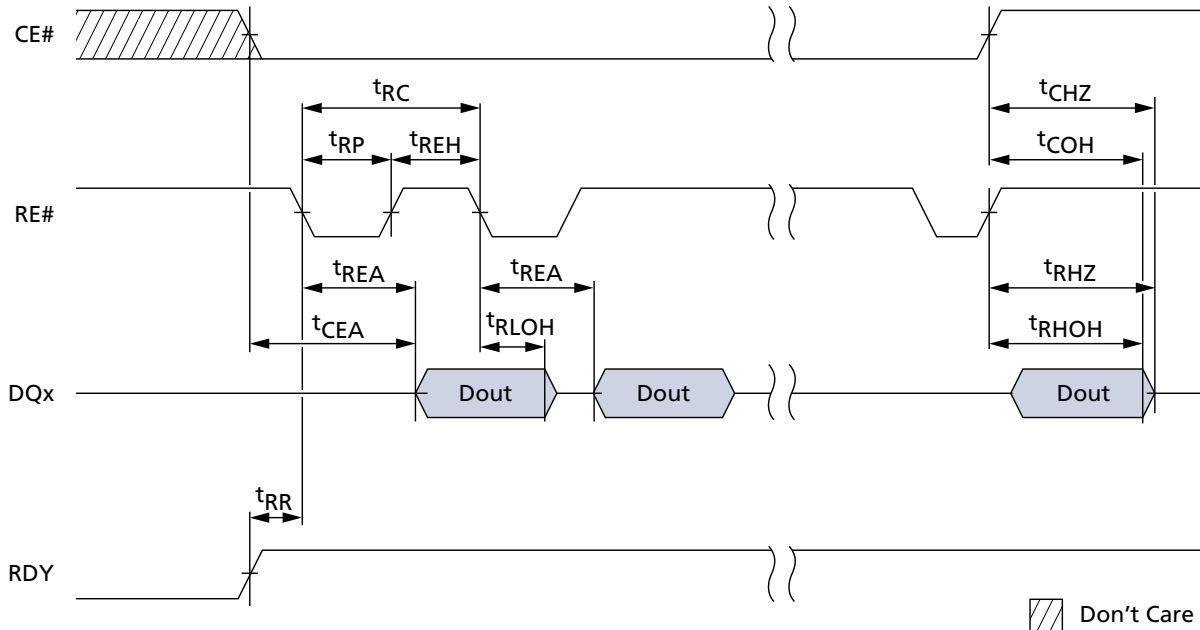 CE#
tRC
tCHZ
tRP
tREH
tCOH
RE#
tREA
tREA
tRHZ
tCEA
tRLOH
tRHOH
DQx
Dout
Dout
Dout
tRR
RDY
Don't Care